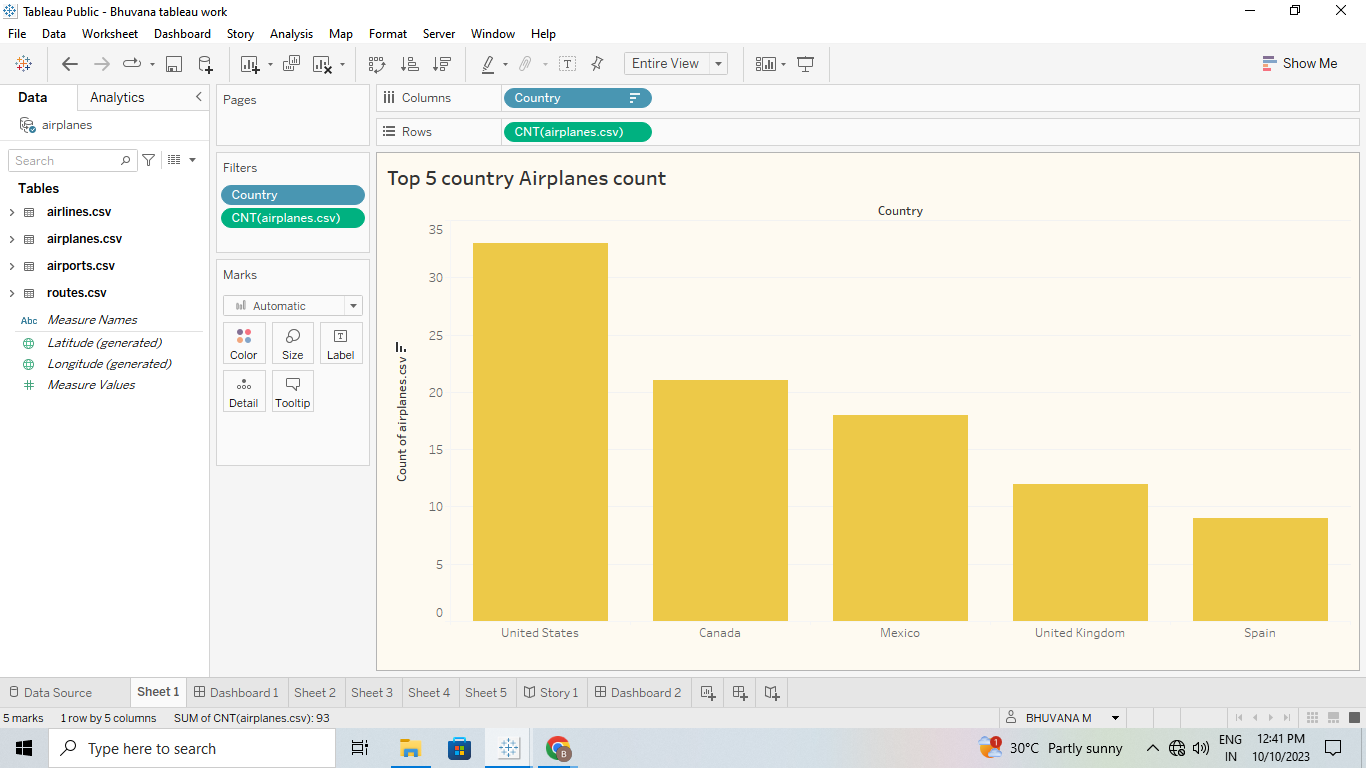 Tableau Public - Bhuvana tableau work
File Data Worksheet Dashboard Story Analysis Map Format Server Window Help
Entire View
Show Me
Data Analytics
airplanes
Search
Tables
airlines.csv
airplanes.csv
airports.csv
routes.csv
Abc Measure Names
Latitude (generated)
Longitude (generated)
Measure Values
Pages
Filters
Country
CNT(airplanes.csv)
Marks
Automatic
Color Size Label
Detail Tooltip
Columns Country
Rows CNT(airplanes.csv)
Top 5 country Airplanes count
Country
Count of airplanes.csv
35
30
25
20
15
10
5
0
United States Canada Mexico United Kingdom Spain
Data Source Sheet 1 Dashboard 1 Sheet 2 Sheet 3 Sheet 4 Sheet 5 Story 1 Dashboard 2
5 marks 1 row by 5 columns SUM of CNT(airplanes.csv): 93 BHUVANA M
Type here to search
B
1
30°C Partly sunny
ENG
IN
12:41 PM
10/10/2023